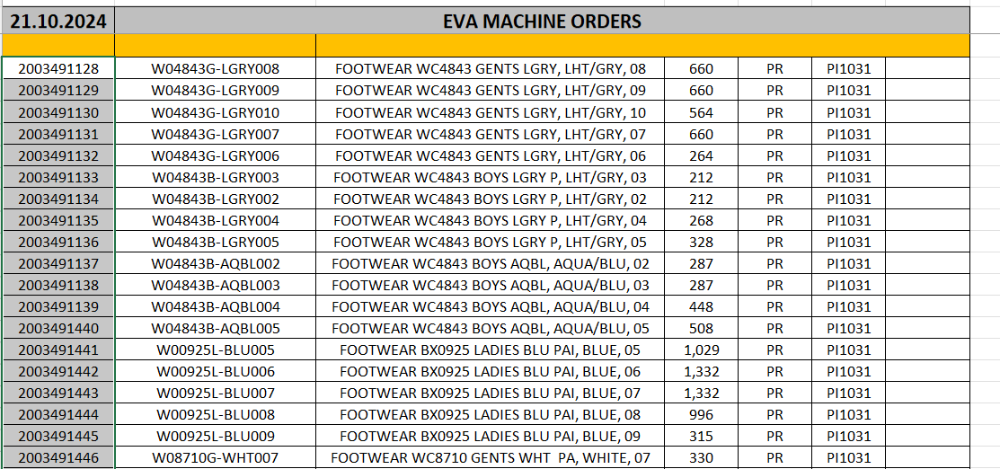 21.10.2024 EVA MACHINE ORDERS
2003491128 W04843G-LGRY008 FOOTWEAR WC4843 GENTS LGRY, LHT/GRY, 08 660 PR PI1031
2003491129 W04843G-LGRY009 FOOTWEAR WC4843 GENTS LGRY, LHT/GRY, 09 660 PR PI1031
2003491130 W04843G-LGRY010 FOOTWEAR WC4843 GENTS LGRY, LHT/GRY, 10 564 PR PI1031
2003491131 W04843G-LGRY007 FOOTWEAR WC4843 GENTS LGRY, LHT/GRY, 07 660 PR PI1031
2003491132 W04843G-LGRY006 FOOTWEAR WC4843 GENTS LGRY, LHT/GRY, 06 264 PR PI1031
2003491133 W04843B-LGRY003 FOOTWEAR WC4843 BOYS LGRY P, LHT/GRY, 03 212 PR PI1031
2003491134 W04843B-LGRY002 FOOTWEAR WC4843 BOYS LGRY P, LHT/GRY, 02 212 PR PI1031
2003491135 W04843B-LGRY004 FOOTWEAR WC4843 BOYS LGRY P, LHT/GRY, 04 268 PR PI1031
2003491136 W04843B-LGRY005 FOOTWEAR WC4843 BOYS LGRY P, LHT/GRY, 05 328 PR PI1031
2003491137 W04843B-AQBL002 FOOTWEAR WC4843 BOYS AQBL, AQUA/BLU, 02 287 PR PI1031
2003491138 W04843B-AQBL003 FOOTWEAR WC4843 BOYS AQBL, AQUA/BLU, 03 287 PR PI1031
2003491139 W04843B-AQBL004 FOOTWEAR WC4843 BOYS AQBL, AQUA/BLU, 04 448 PR PI1031
2003491440 W04843B-AQBL005 FOOTWEAR WC4843 BOYS AQBL, AQUA/BLU, 05 508 PR PI1031
2003491441 W00925L-BLU005 FOOTWEAR BX0925 LADIES BLU PAI, BLUE, 05 1,029 PR PI1031
2003491442 W00925L-BLU006 FOOTWEAR BX0925 LADIES BLU PAI, BLUE, 06 1,332 PR PI1031
2003491443 W00925L-BLU007 FOOTWEAR BX0925 LADIES BLU PAI, BLUE, 07 1,332 PR PI1031
2003491444 W00925L-BLU008 FOOTWEAR BX0925 LADIES BLU PAI, BLUE, 08 996 PR PI1031
2003491445 W00925L-BLU009 FOOTWEAR BX0925 LADIES BLU PAI, BLUE, 09 315 PR PI1031
2003491446 W08710G-WHT007 FOOTWEAR WC8710 GENTS WHT  PA, WHITE, 07 330 PR PI1031